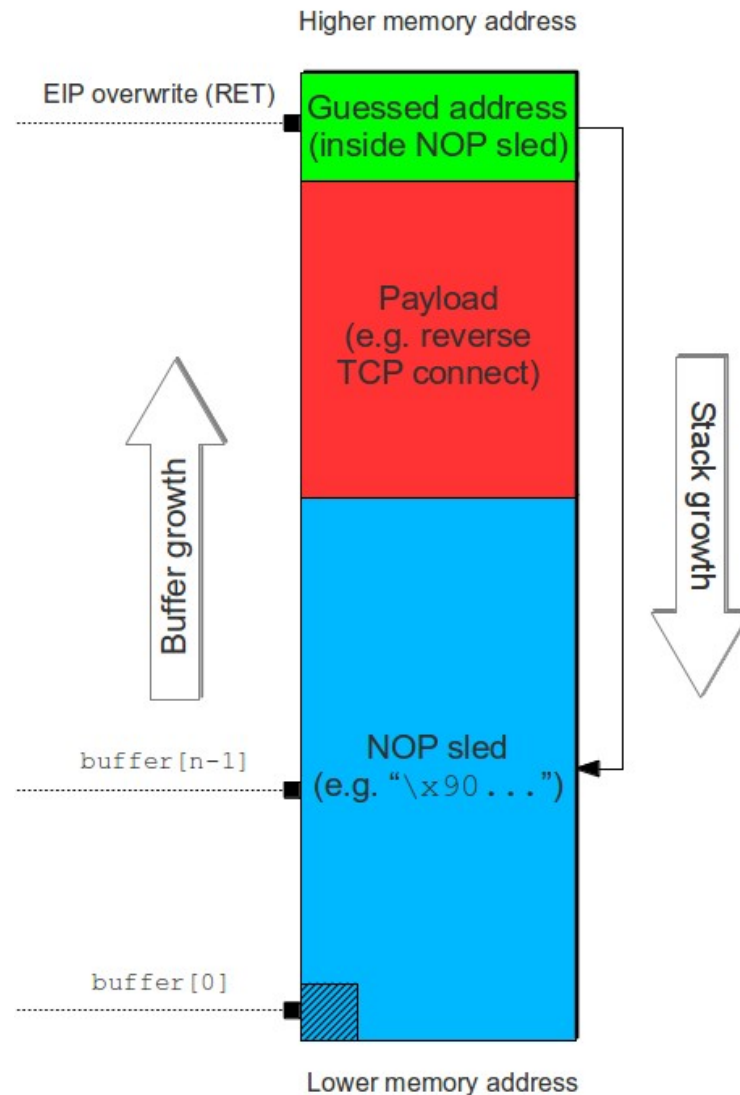 Higher memory address
EIP overwrite (RET)
Guessed address
(inside NOP sled)
Payload
(e.g. reverse
TCP connect)
Buffer growth
Stack growth
buffer[n-1]
NOP sled
(e.g. “\x90...”)
buffer[0]
Lower memory address